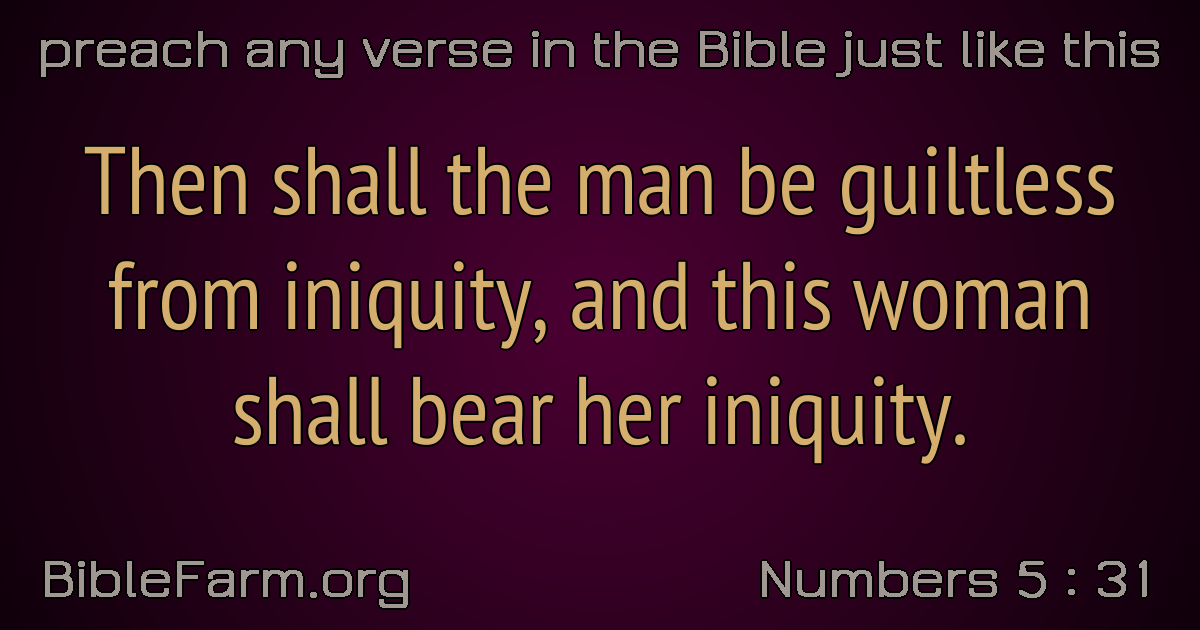 preach any verse in the Bible just like this
Then shall the man be guiltless
from iniquity, and this woman
shall bear her iniquity.
BibleFarm.org
Numbers 5 : 31